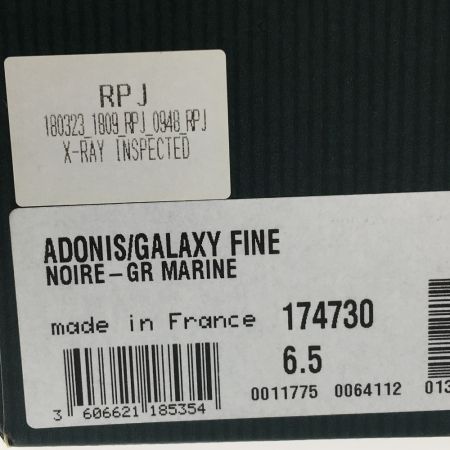 RPJ
180323_1809_RPJ_0948_RPJ
X-RAY INSPECTED
ADONIS/GALAXY FINE
NOIRE-GR MARINE
made in France 174730
6.5
0011775 0064112 013
3 606621 185354